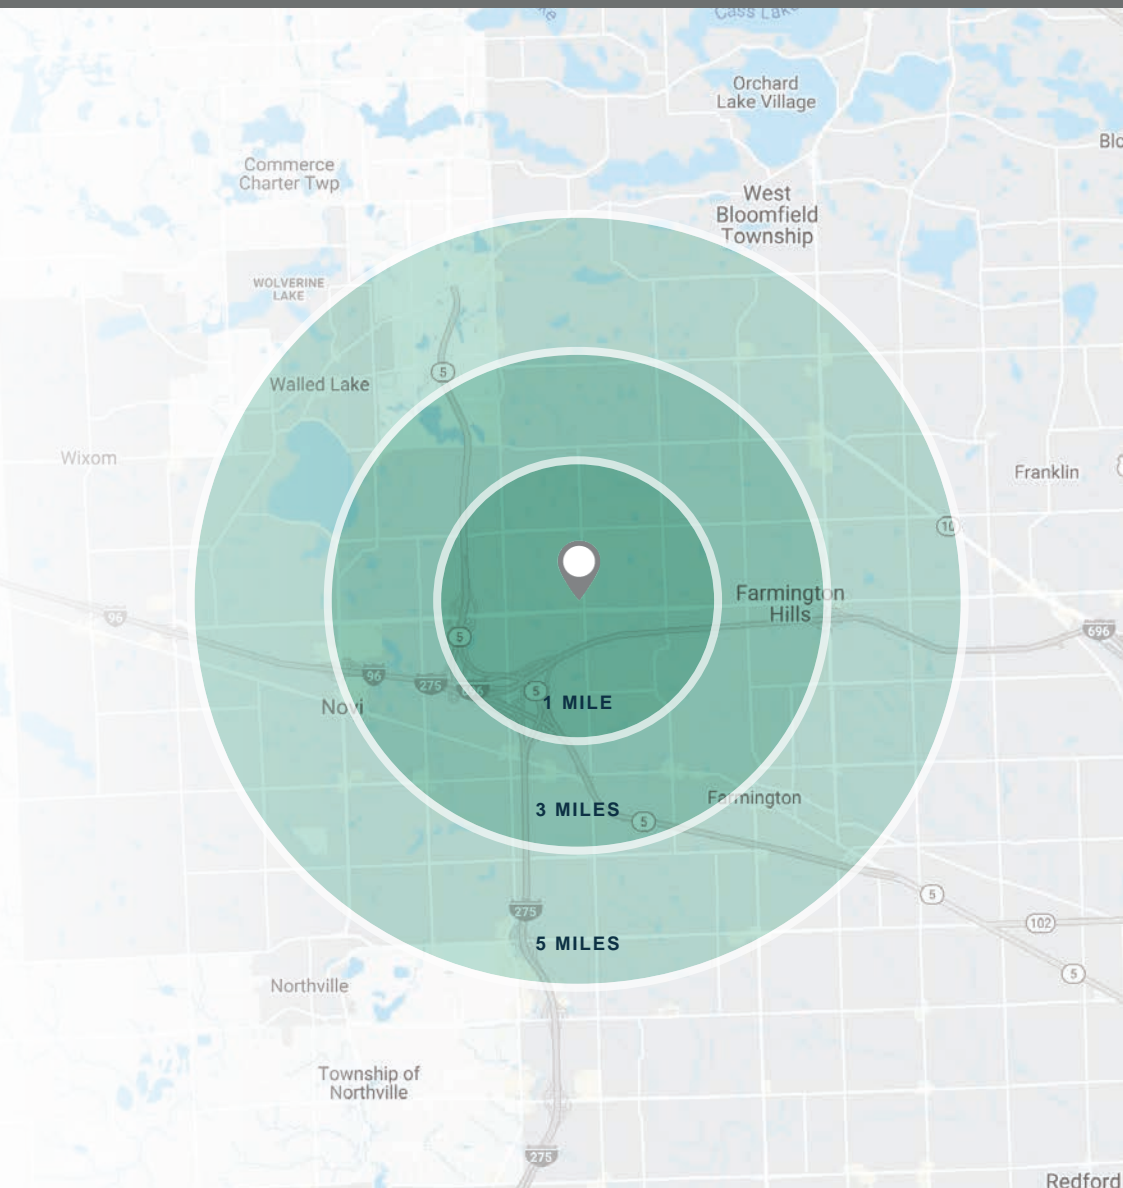 Cass Lake
Orchard
Lake Village
Commerce
Charter Twp
West
Bloomfield
Township
WOLVERINE
LAKE
5
Walled Lake
Wixom
Franklin
10
Farmington
Hills
96
5
696
96
275
5
Novi
1 MILE
Farmington
3 MILES
5
5
275
102
5 MILES
5
Northville
Township of
Northville
275
Redford